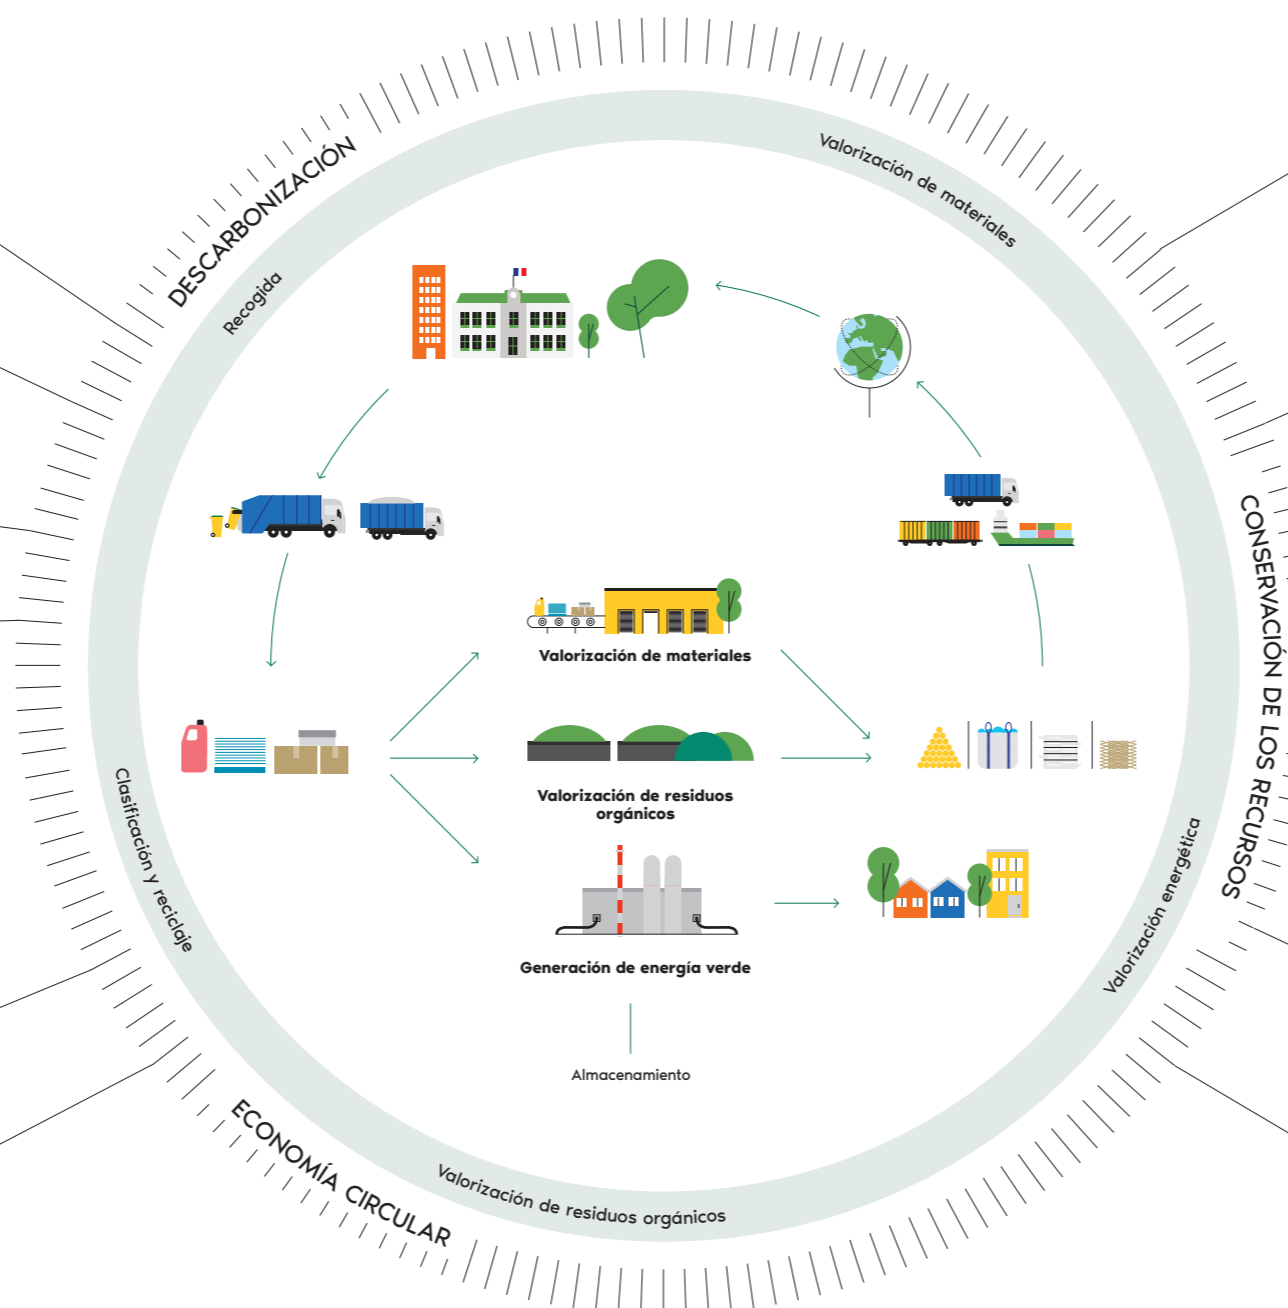 DESCARBONIZACIÓN
Recogida
Valorización de materiales
CONSERVACIÓN DE LOS RECURSOS
Valorización de materiales
Valorización de residuos
orgánicos
Generación de energía verde
Almacenamiento
Clasificación y reciclaje
Valorización energética
ECONOMÍA CIRCULAR
Valorización de residuos orgánicos